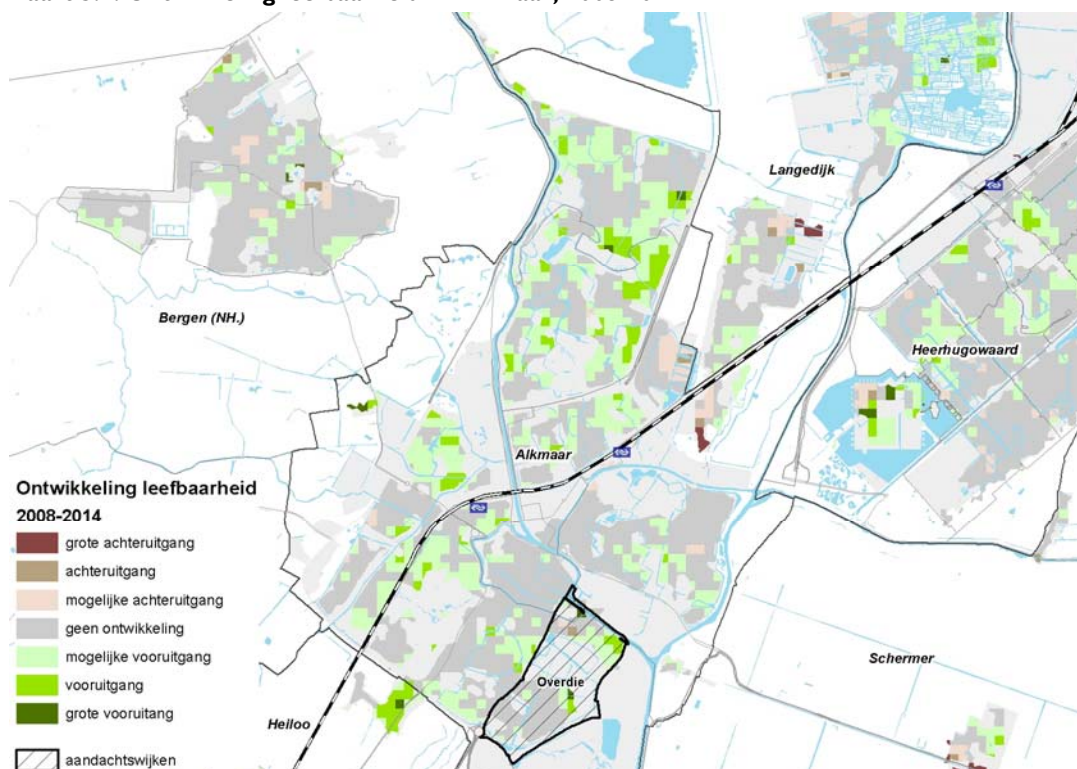 Langedijk
Bergen (NH.)
Heerhugowaard
Alkmaar
Schermer
Overdie
Heiloo
Ontwikkeling leefbaarheid
2008-2014
grote achteruitgang
achteruitgang
mogelijke achteruitgang
geen ontwikkeling
mogelijke vooruitgang
vooruitgang
grote vooruitang
aandachtswijken